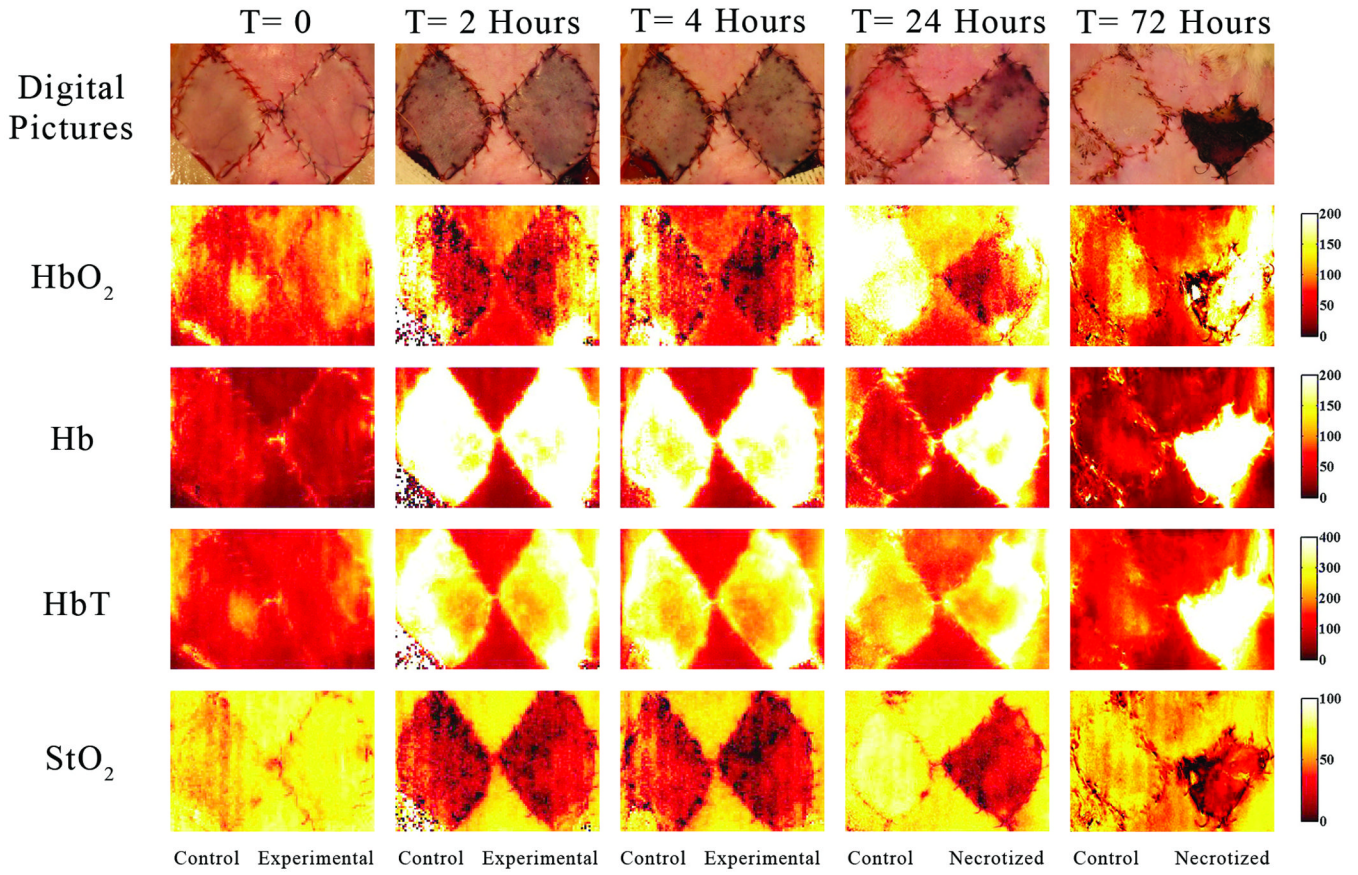 T= 0 T= 2 Hours T= 4 Hours T= 24 Hours T= 72 Hours
Digital
Pictures
HbO₂
200
150
100
50
0
Hb
200
150
100
50
0
HbT
400
300
200
100
0
StO₂
100
50
0
Control Experimental Control Experimental Control Experimental Control Necrotized Control Necrotized